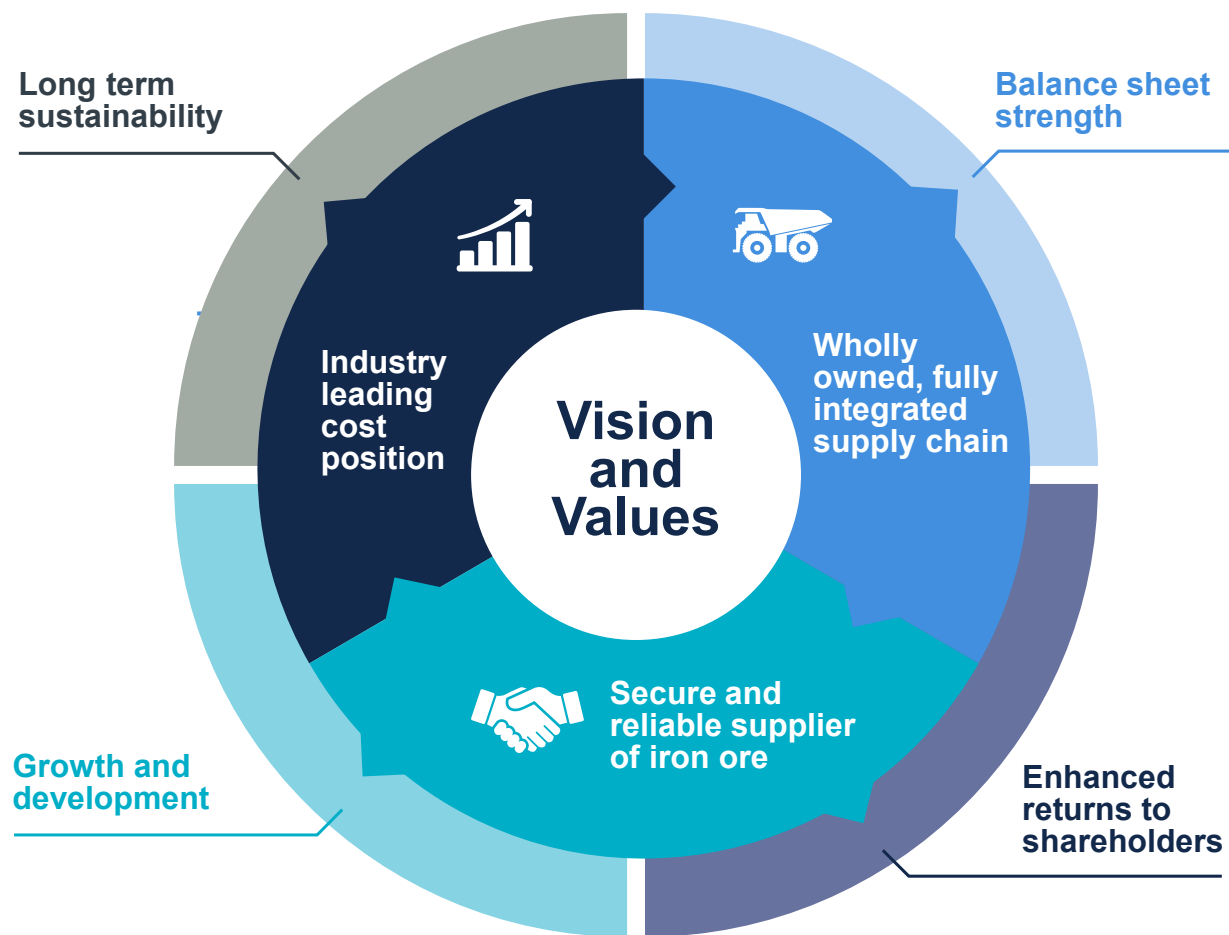 Long term
sustainability
Balance sheet
strength
Industry
leading
cost
position
Wholly
owned, fully
integrated
supply chain
Vision
and
Values
Secure and
reliable supplier
of iron ore
Growth and
development
Enhanced
returns to
shareholders